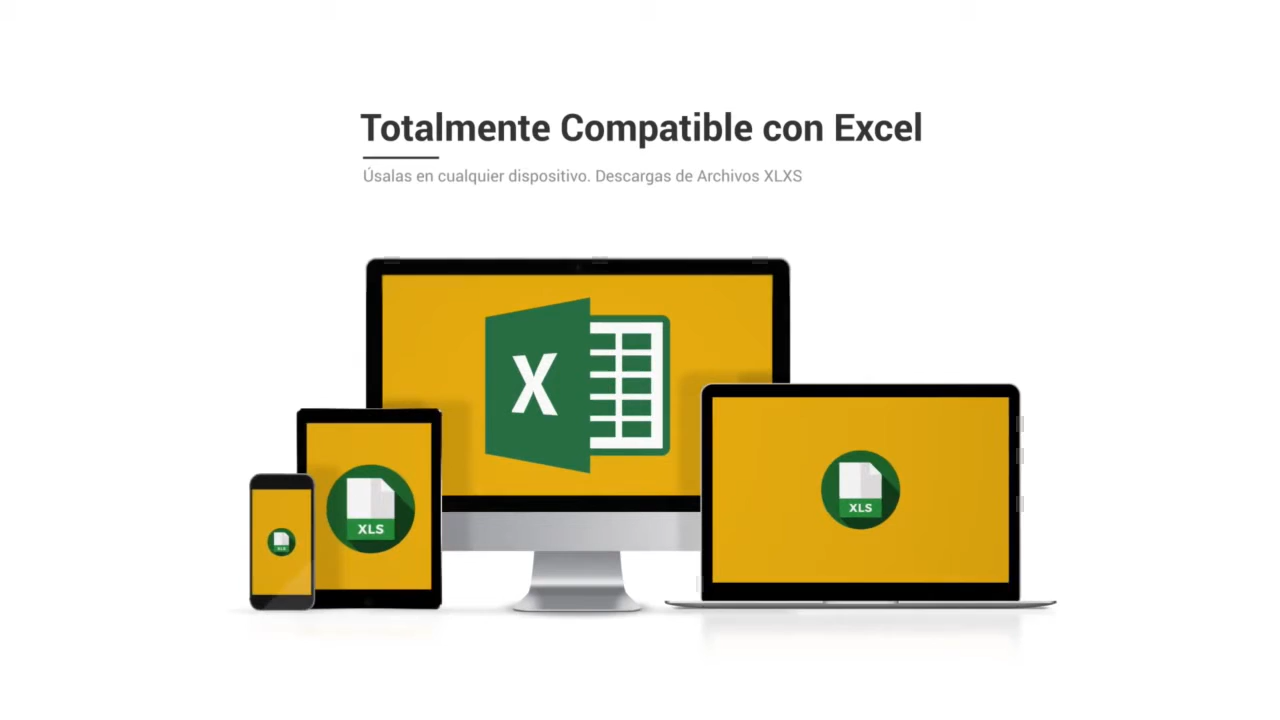 Totalmente Compatible con Excel
Úsalas en cualquier dispositivo. Descargas de Archivos XLXS
X
XLS
XLS
XLS